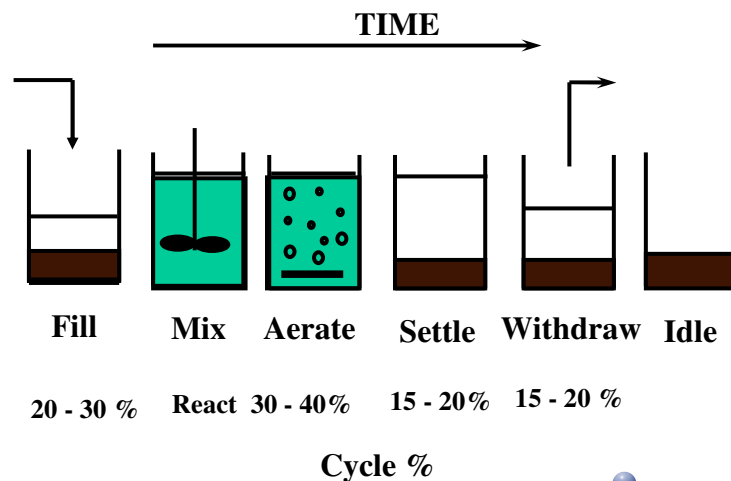 TIME
Fill Mix Aerate Settle Withdraw Idle
20 - 30 % React 30 - 40% 15 - 20% 15 - 20 %
Cycle %